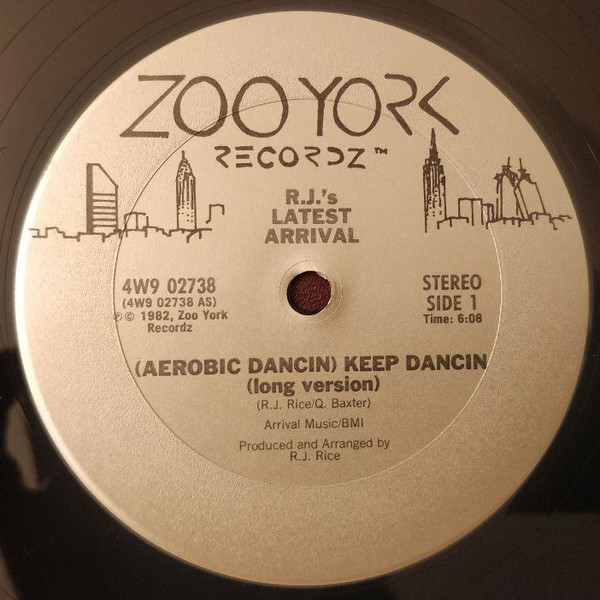 ZOO YORK
RECORDZ™
R.J.'s
LATEST
ARRIVAL
4W9 02738
(4W9 02738 AS)
℗ © 1982, Zoo York
Recordz
STEREO
SIDE 1
Time: 6:08
(AEROBIC DANCIN) KEEP DANCIN
(long version)
(R.J. Rice/Q. Baxter)
Arrival Music/BMI
Produced and Arranged by
R.J. Rice